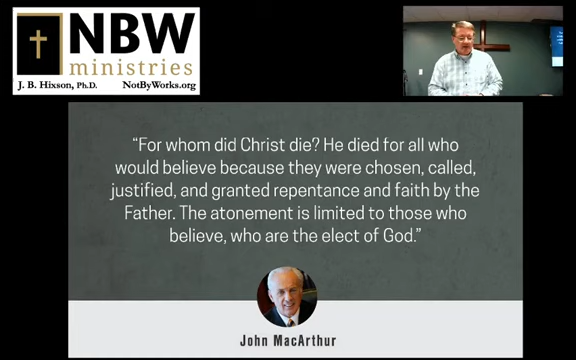 NBW
ministries
J. B. Hixson, Ph.D. NotByWorks.org
“For whom did Christ die? He died for all who
would believe because they were chosen, called,
justified, and granted repentance and faith by the
Father. The atonement is limited to those who
believe, who are the elect of God.”
John MacArthur